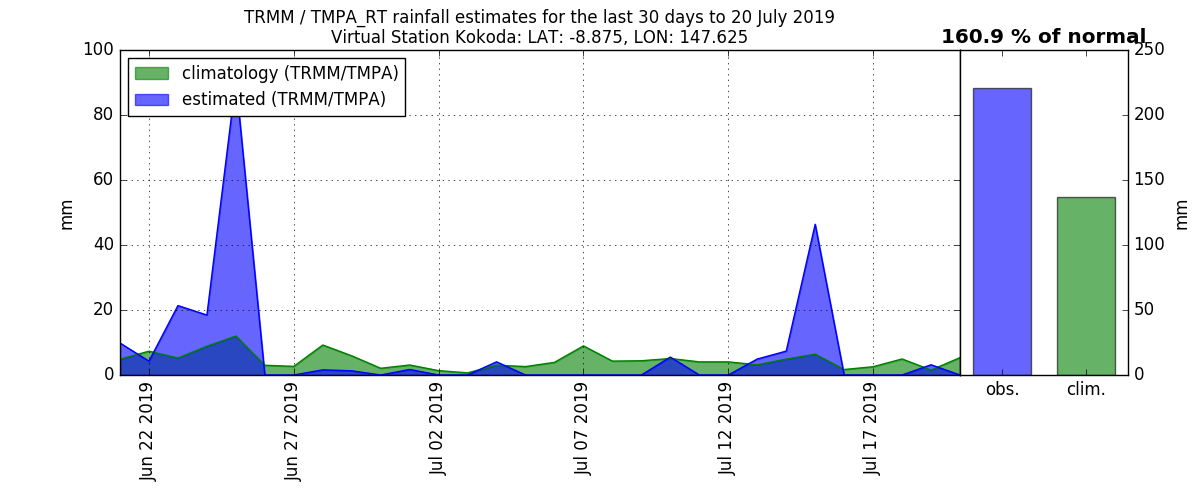 TRMM / TMPA_RT rainfall estimates for the last 30 days to 20 July 2019
Virtual Station Kokoda: LAT: -8.875, LON: 147.625
160.9 % of normal
climatology (TRMM/TMPA)
estimated (TRMM/TMPA)
100
80
60
40
20
0
mm
Jun 22 2019
Jun 27 2019
Jul 02 2019
Jul 07 2019
Jul 12 2019
Jul 17 2019
250
200
150
100
50
0
mm
obs.
clim.